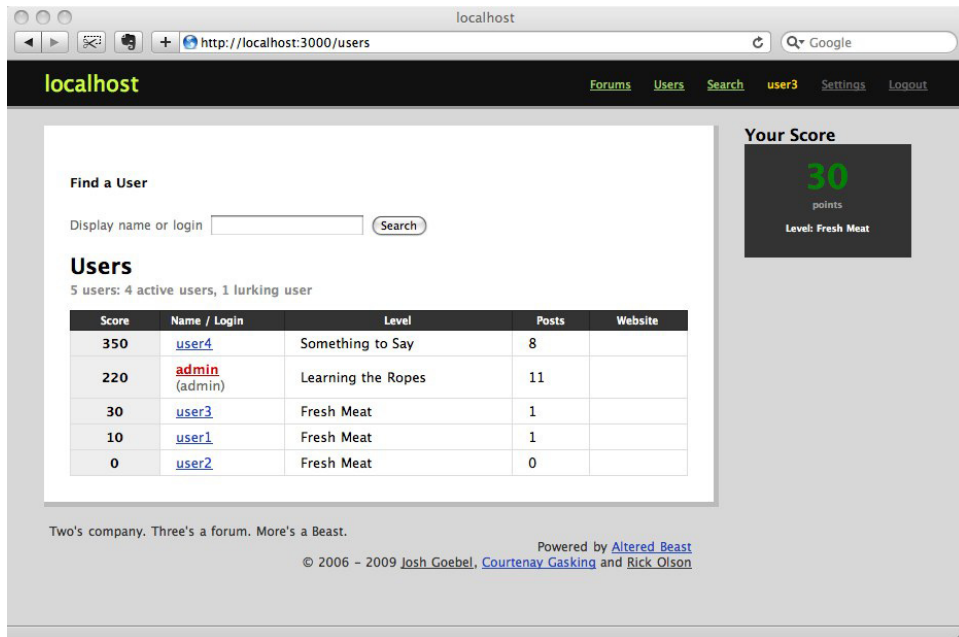 localhost
http://localhost:3000/users
Google
localhost
Forums Users Search user3 Settings Logout
Your Score
30
points
Level: Fresh Meat
Find a User
Display name or login Search
Users
5 users: 4 active users, 1 lurking user
Score Name / Login Level Posts Website
350 user4 Something to Say 8
220 admin (admin) Learning the Ropes 11
30 user3 Fresh Meat 1
10 user1 Fresh Meat 1
0 user2 Fresh Meat 0
Two's company. Three's a forum. More's a Beast.
Powered by Altered Beast
© 2006 – 2009 Josh Goebel, Courtenay Gasking and Rick Olson